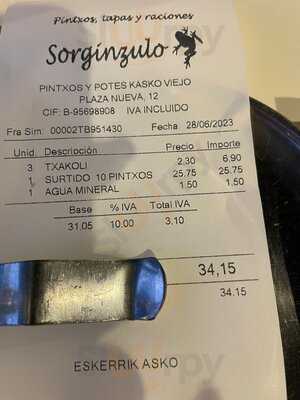 Pintxos, tapas y raciones
Sorginzulo
PINTXOS Y POTES KASKO VIEJO
PLAZA NUEVA, 12
CIF: B-95698908 IVA INCLUIDO
Fra Sim: 00002TB951430 Fecha 28/06/2023
Unid. Descripción Precio Importe
3 TXAKOLI 2,30 6,90
1 SURTIDO 10 PINTXOS 25,75 25,75
1 AGUA MINERAL 1,50 1,50
Base % IVA Total IVA
31,05 10,00 3,10
34,15
34.15
ESKERRIK ASKO